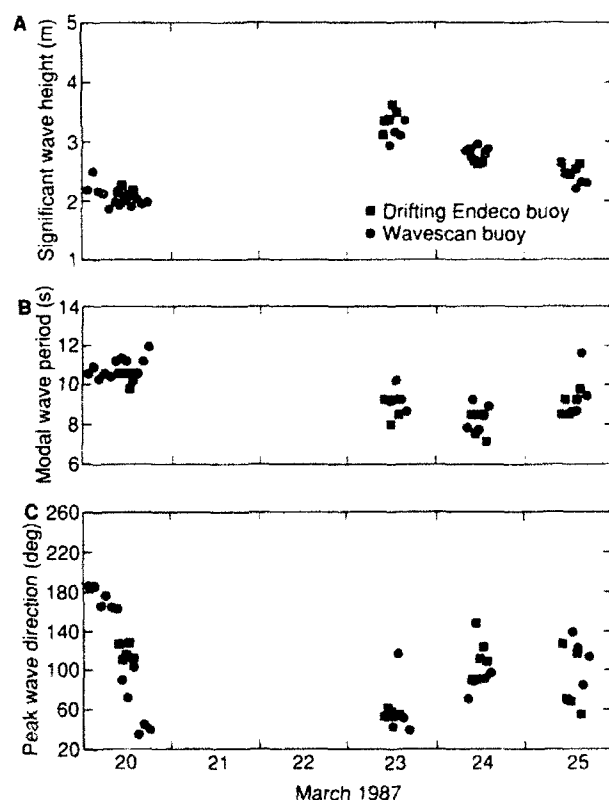 A
Significant wave height (m)
5
4
3
2
1
Drifting Endeco buoy
Wavescan buoy
B
Modal wave period (s)
14
12
10
8
6
C
Peak wave direction (deg)
260
220
180
140
100
60
20
20 21 22 23 24 25
March 1987